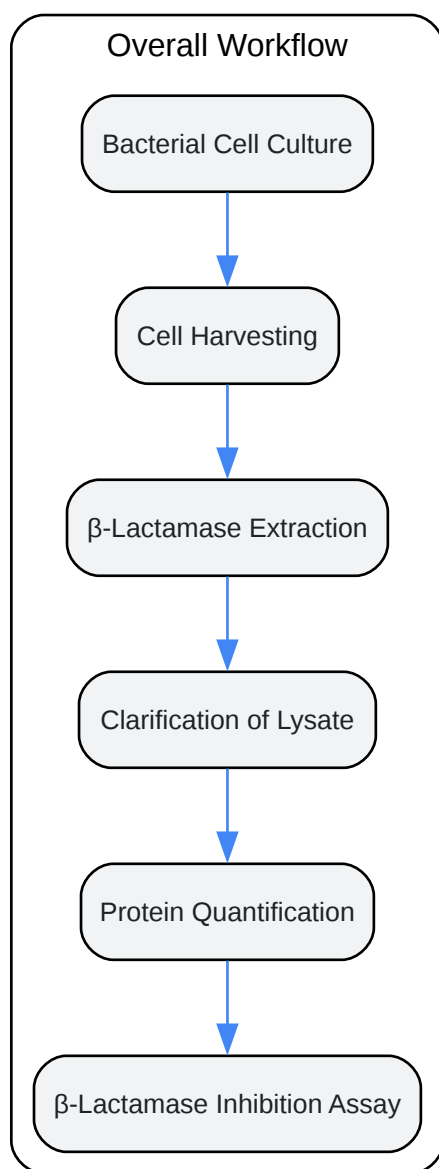 Overall Workflow
Bacterial Cell Culture
Cell Harvesting
β-Lactamase Extraction
Clarification of Lysate
Protein Quantification
β-Lactamase Inhibition Assay